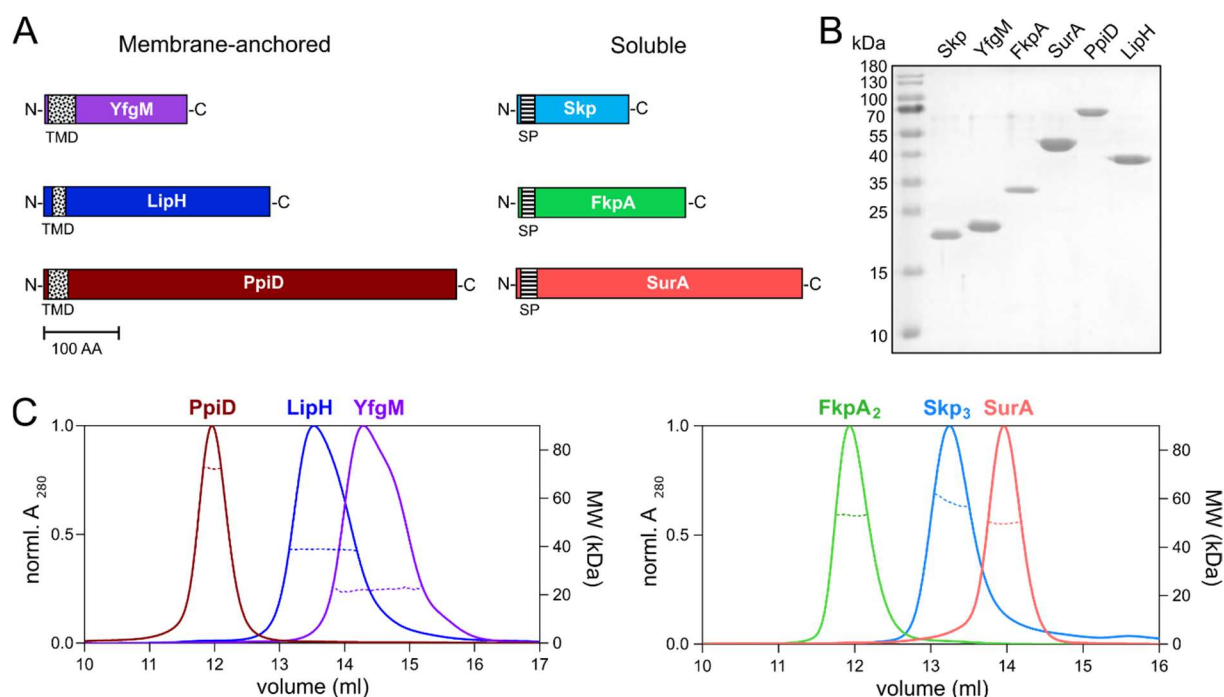 A
Membrane-anchored
Soluble
N- YfgM -C
TMD
N- Skp -C
SP
N- LipH -C
TMD
N- FkpA -C
SP
N- PpiD -C
TMD
N- SurA -C
SP
100 AA
B
kDa
Skp YfgM FkpA SurA PpiD LipH
180
130
100
70
55
40
35
25
15
10
C
PpiD LipH YfgM
1.0
0.5
0.0
norml. A 280
80
60
40
20
0
MW (kDa)
10 11 12 13 14 15 16 17
volume (ml)
FkpA2 Skp3 SurA
1.0
0.5
0.0
norml. A 280
80
60
40
20
0
MW (kDa)
10 11 12 13 14 15 16
volume (ml)